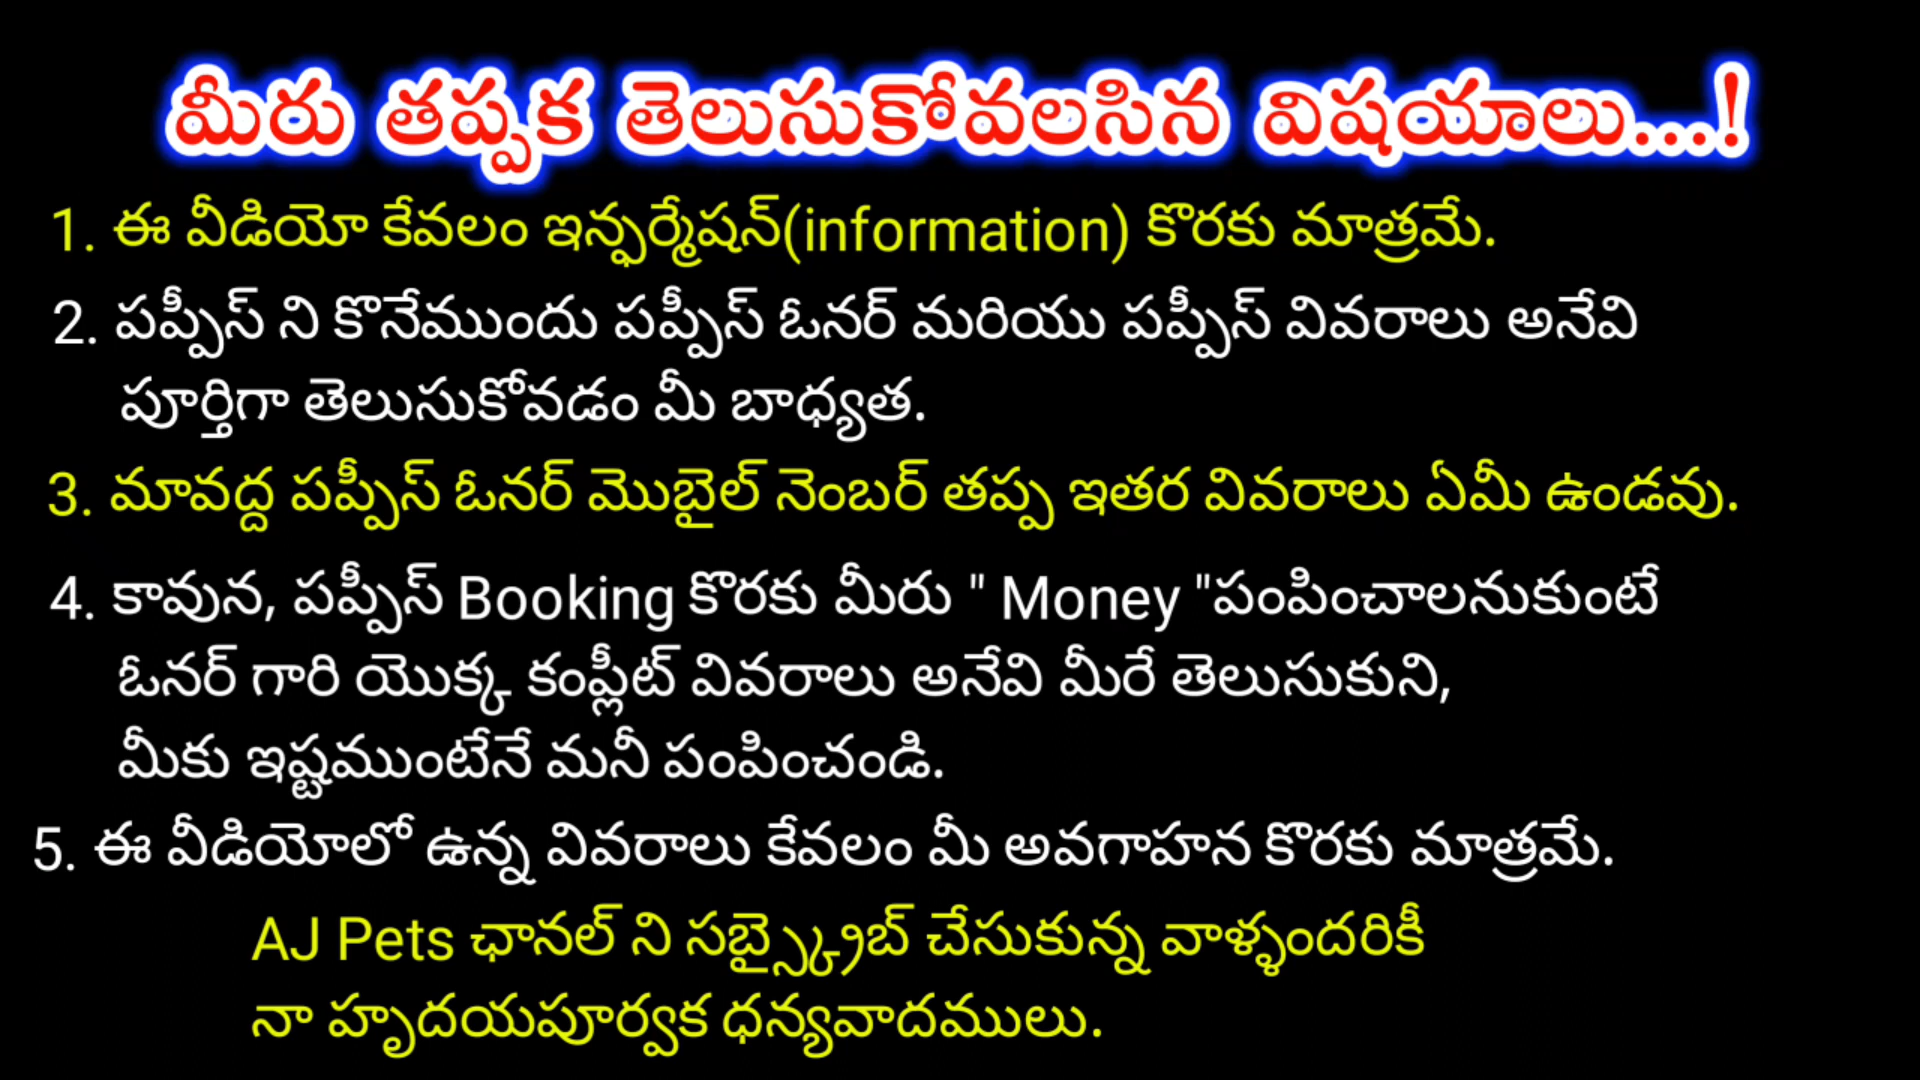 మీరు తప్పక తెలుసుకోవలసిన విషయాలు....!
1. ఈ వీడియో కేవలం ఇన్ఫర్మేషన్(information) కొరకు మాత్రమే.
2. పప్పీస్ ని కొనేముందు పప్పీస్ ఓనర్ మరియు పప్పీస్ వివరాలు అనేవి
పూర్తిగా తెలుసుకోవడం మీ బాధ్యత.
3. మావద్ద పప్పీస్ ఓనర్ మొబైల్ నెంబర్ తప్ప ఇతర వివరాలు ఏమీ ఉండవు.
4. కావున, పప్పీస్ Booking కొరకు మీరు " Money "పంపించాలనుకుంటే
ఓనర్ గారి యొక్క కంప్లీట్ వివరాలు అనేవి మీరే తెలుసుకుని,
మీకు ఇష్టముంటేనే మనీ పంపించండి.
5. ఈ వీడియోలో ఉన్న వివరాలు కేవలం మీ అవగాహన కొరకు మాత్రమే.
AJ Pets ఛానల్ ని సబ్స్క్రైబ్ చేసుకున్న వాళ్ళందరికీ
నా హృదయపూర్వక ధన్యవాదములు.